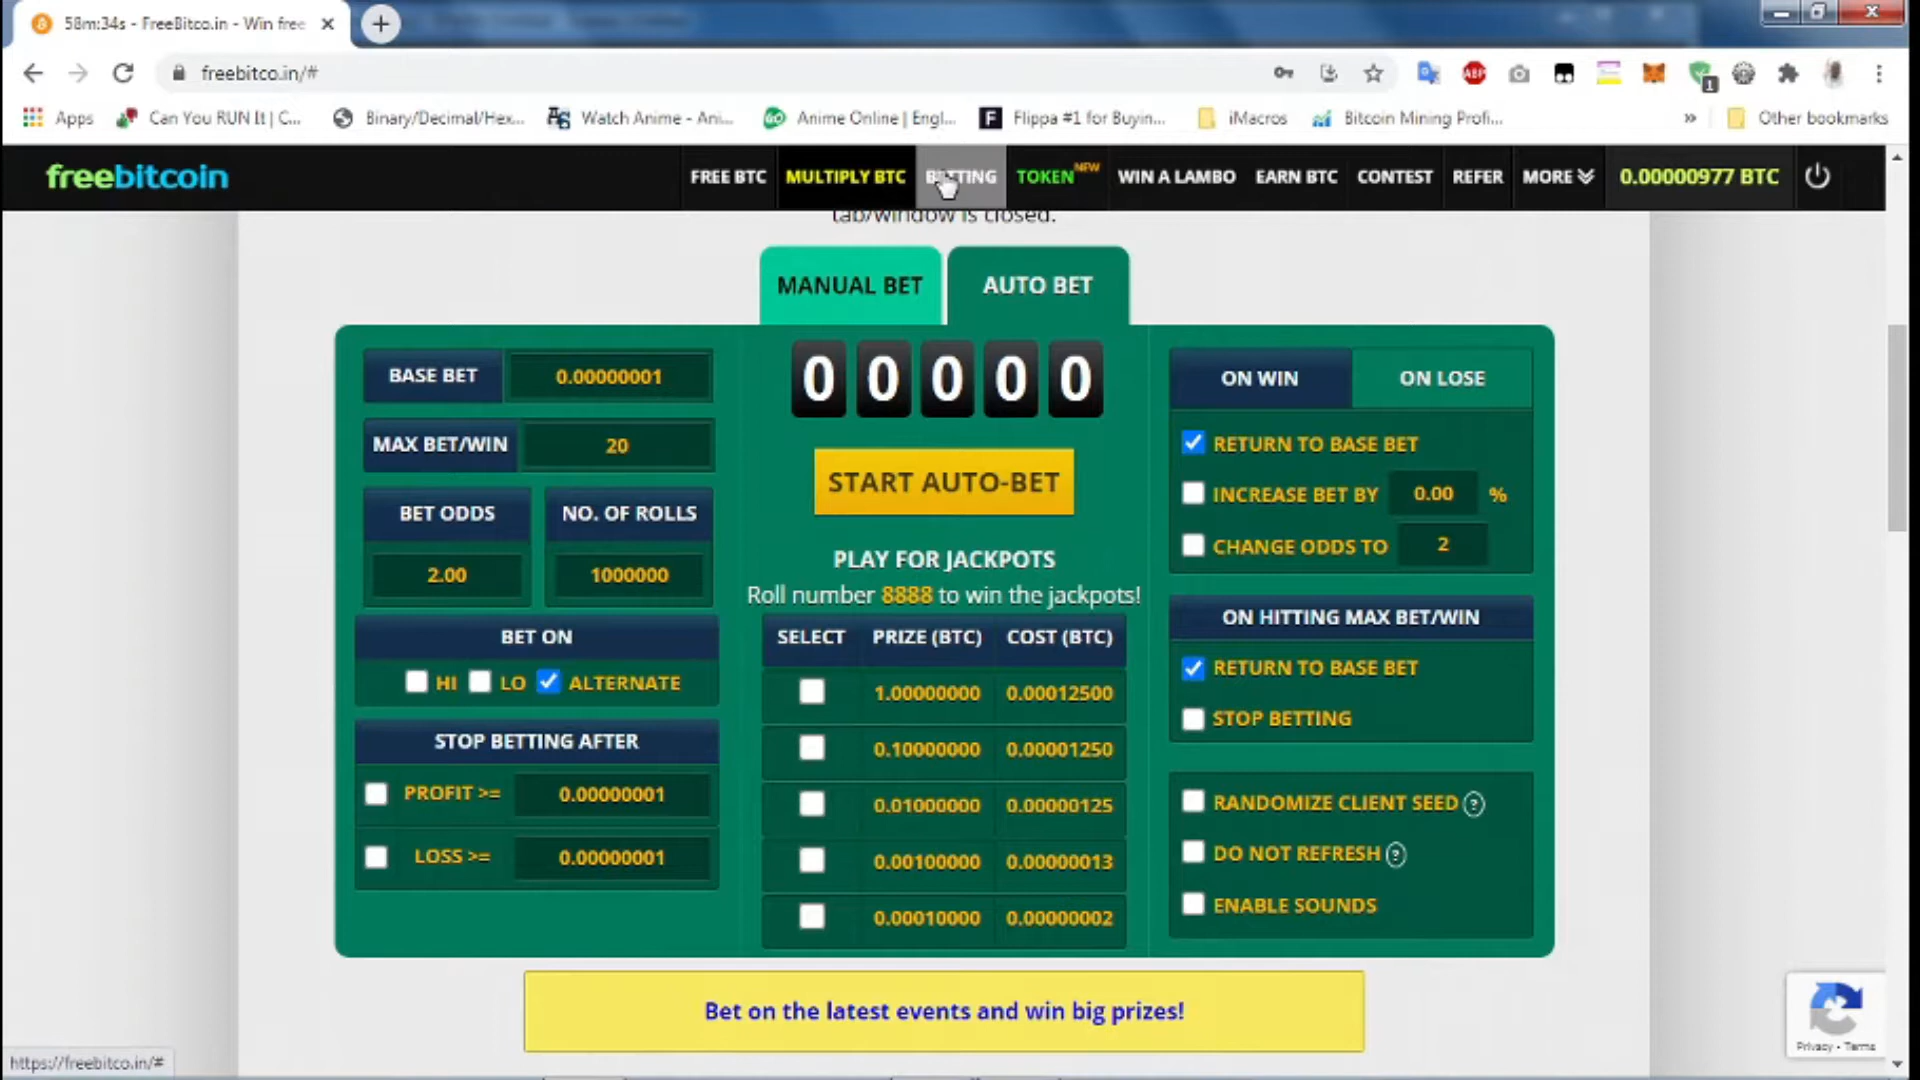 58m:34s - FreeBitco.in - Win free
freebitco.in/#
ABP
1
Apps
Can You RUN It | C...
Binary/Decimal/Hex...
Watch Anime - Ani...
Anime Online | Engl...
Flippa #1 for Buyin...
iMacros
Bitcoin Mining Profi...
»
Other bookmarks
freebitcoin
FREE BTC
MULTIPLY BTC
BETTING
TOKEN NEW
WIN A LAMBO
EARN BTC
CONTEST
REFER
MORE
0.00000977 BTC
tab/window is closed.
MANUAL BET
AUTO BET
BASE BET 0.00000001
MAX BET/WIN 20
BET ODDS NO. OF ROLLS
2.00 1000000
BET ON
HI LO ALTERNATE
STOP BETTING AFTER
PROFIT >= 0.00000001
LOSS >= 0.00000001
0 0 0 0 0
START AUTO-BET
PLAY FOR JACKPOTS
Roll number 8888 to win the jackpots!
SELECT PRIZE (BTC) COST (BTC)
1.00000000 0.00012500
0.10000000 0.00001250
0.01000000 0.00000125
0.00100000 0.00000013
0.00010000 0.00000002
ON WIN ON LOSE
RETURN TO BASE BET
INCREASE BET BY 0.00 %
CHANGE ODDS TO 2
ON HITTING MAX BET/WIN
RETURN TO BASE BET
STOP BETTING
RANDOMIZE CLIENT SEED ?
DO NOT REFRESH ?
ENABLE SOUNDS
Bet on the latest events and win big prizes!
Privacy - Terms
https://freebitco.in/#